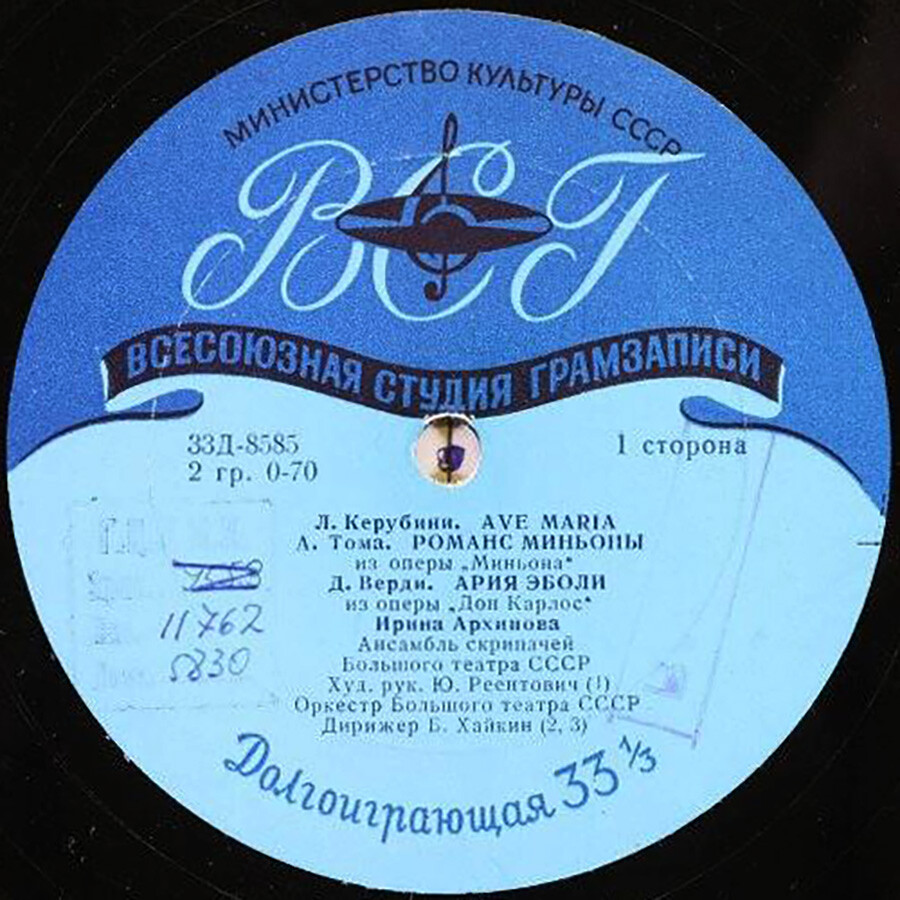 МИНИСТЕРСТВО КУЛЬТУРЫ СССР
ВСГ
ВСЕСОЮЗНАЯ СТУДИЯ ГРАМЗАПИСИ
33Д-8585
1 сторона
2 гр. 0-70
Л. Керубини. AVE MARIA
А. Тома. РОМАНС МИНЬОНЫ
из оперы „Миньона“
Д. Верди. АРИЯ ЭБОЛИ
из оперы „Дон Карлос“
Ирина Архипова
Ансамбль скрипачей
Большого театра СССР
Худ. рук. Ю. Реентович (1)
Оркестр Большого театра СССР
Дирижер Б. Хайкин (2, 3)
11762
5830
Долгоиграющая 33 1/3